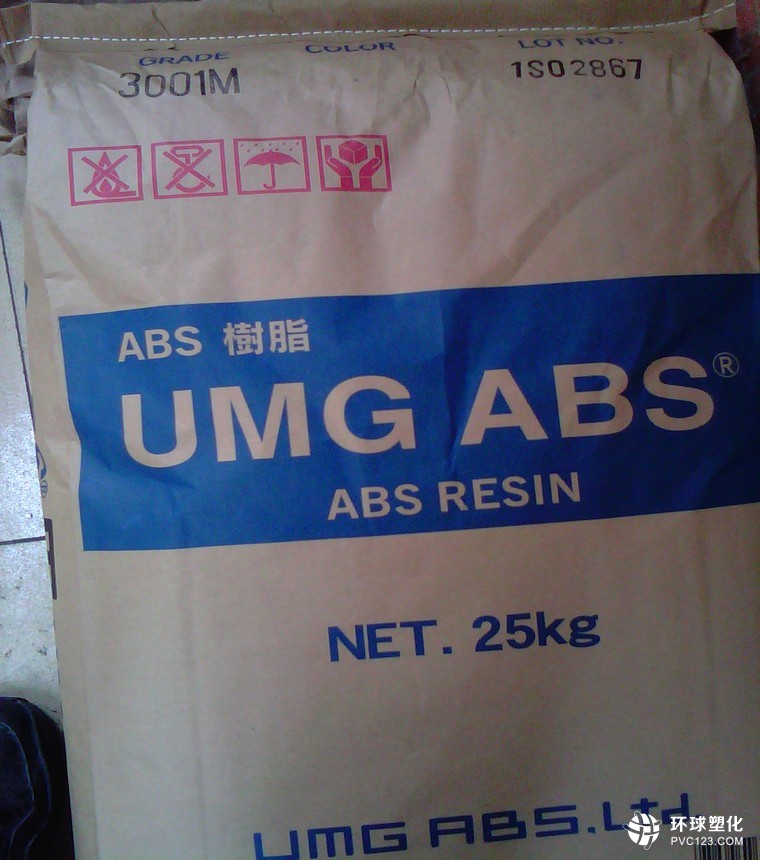 GRADE COLOR LOT NO.
3001M 1S02867
ABS 樹脂
UMG ABS®
ABS RESIN
NET. 25kg
UMG ABS.Ltd
环球塑化
PVC123.COM